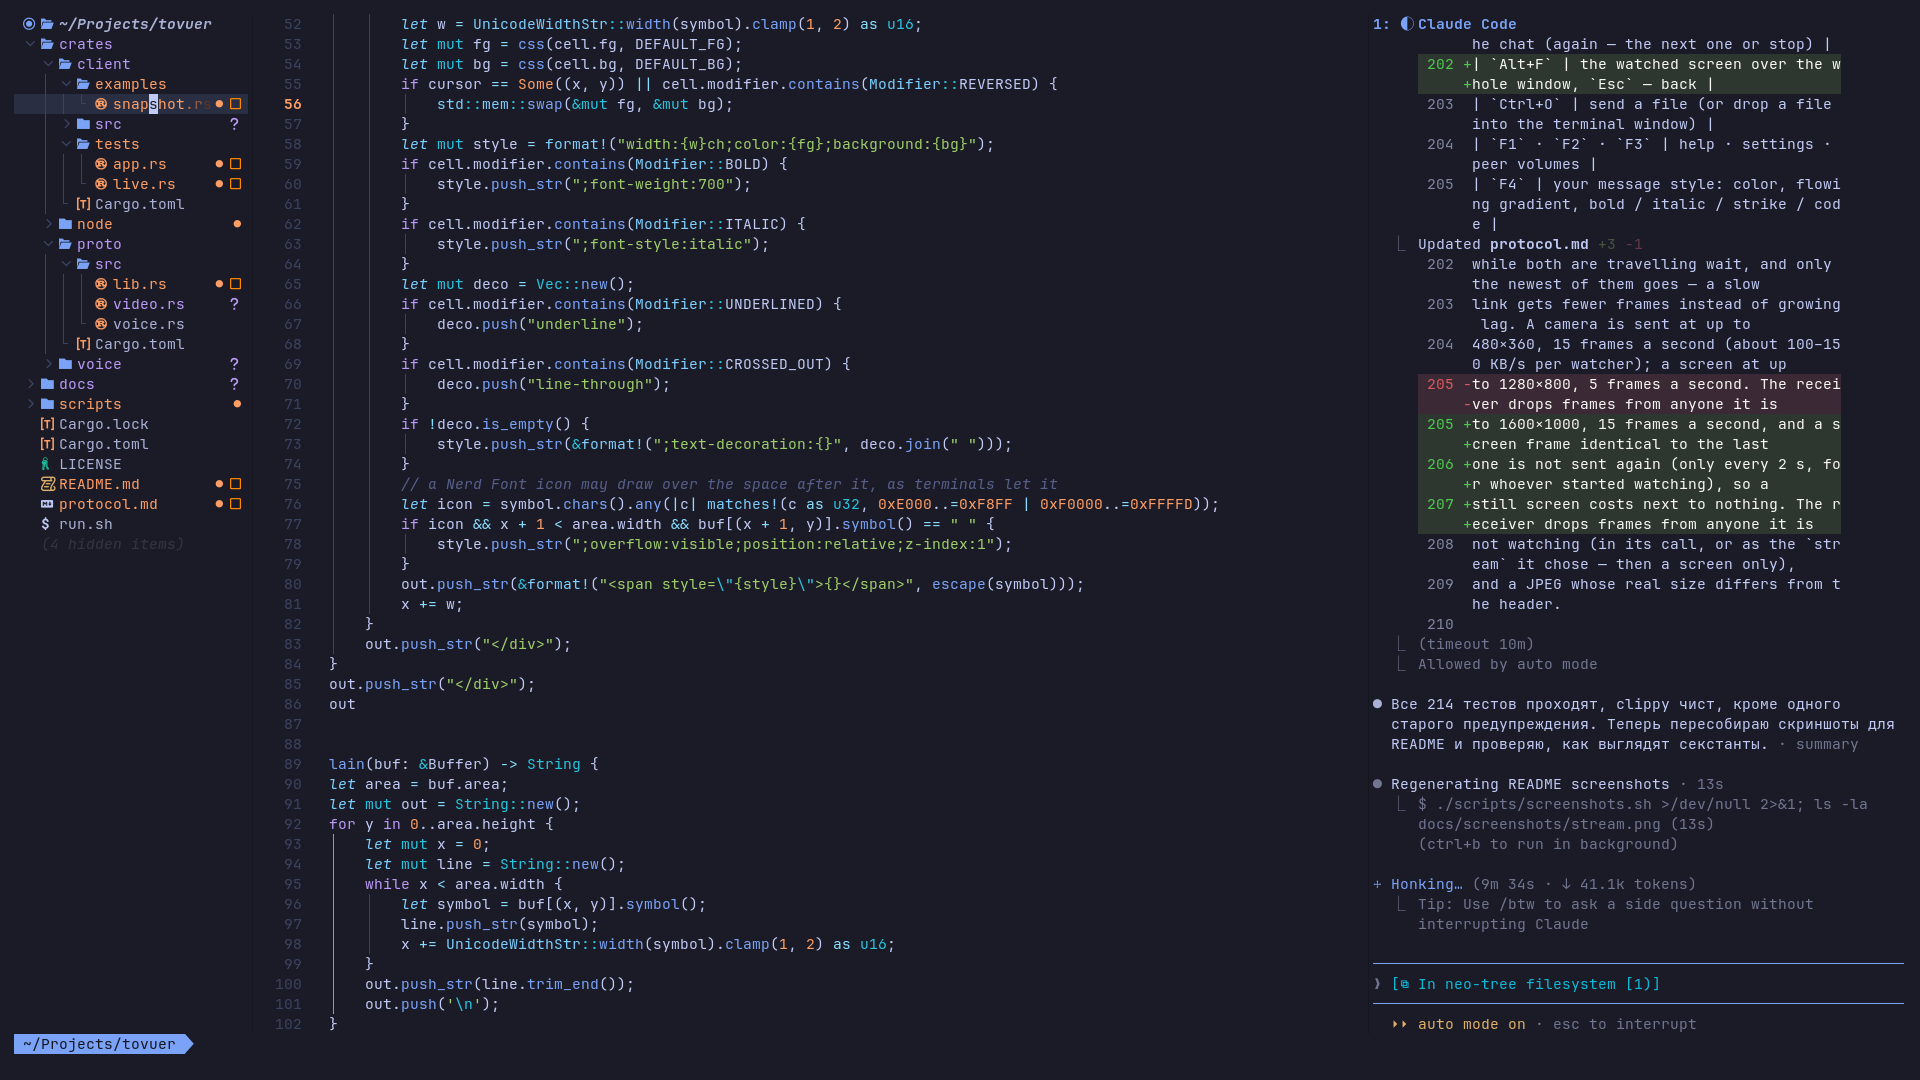 ~/Projects/tovuer
crates
client
examples
snapshot.rs
src ?
tests
app.rs
live.rs
Cargo.toml
node
proto
src
lib.rs
video.rs ?
voice.rs
Cargo.toml
voice ?
docs ?
scripts
Cargo.lock
Cargo.toml
LICENSE
README.md
protocol.md
run.sh
(4 hidden items)
~/Projects/tovuer
52 let w = UnicodeWidthStr::width(symbol).clamp(1, 2) as u16;
53 let mut fg = css(cell.fg, DEFAULT_FG);
54 let mut bg = css(cell.bg, DEFAULT_BG);
55 if cursor == Some((x, y)) || cell.modifier.contains(Modifier::REVERSED) {
56 std::mem::swap(&mut fg, &mut bg);
57 }
58 let mut style = format!("width:{w}ch;color:{fg};background:{bg}");
59 if cell.modifier.contains(Modifier::BOLD) {
60 style.push_str(";font-weight:700");
61 }
62 if cell.modifier.contains(Modifier::ITALIC) {
63 style.push_str(";font-style:italic");
64 }
65 let mut deco = Vec::new();
66 if cell.modifier.contains(Modifier::UNDERLINED) {
67 deco.push("underline");
68 }
69 if cell.modifier.contains(Modifier::CROSSED_OUT) {
70 deco.push("line-through");
71 }
72 if !deco.is_empty() {
73 style.push_str(&format!(";text-decoration:{}", deco.join(" ")));
74 }
75 // a Nerd Font icon may draw over the space after it, as terminals let it
76 let icon = symbol.chars().any(|c| matches!(c as u32, 0xE000..=0xF8FF | 0xF0000..=0xFFFFD));
77 if icon && x + 1 < area.width && buf[(x + 1, y)].symbol() == " " {
78 style.push_str(";overflow:visible;position:relative;z-index:1");
79 }
80 out.push_str(&format!("<span style=\"{style}\">{}</span>", escape(symbol)));
81 x += w;
82 }
83 out.push_str("</div>");
84 }
85 out.push_str("</div>");
86 out
87
88
89 lain(buf: &Buffer) -> String {
90 let area = buf.area;
91 let mut out = String::new();
92 for y in 0..area.height {
93 let mut x = 0;
94 let mut line = String::new();
95 while x < area.width {
96 let symbol = buf[(x, y)].symbol();
97 line.push_str(symbol);
98 x += UnicodeWidthStr::width(symbol).clamp(1, 2) as u16;
99 }
100 out.push_str(line.trim_end());
101 out.push('\n');
102 }
1: Claude Code
he chat (again — the next one or stop) |
202 +| `Alt+F` | the watched screen over the w
+hole window, `Esc` — back |
203 | `Ctrl+O` | send a file (or drop a file
into the terminal window) |
204 | `F1` · `F2` · `F3` | help · settings ·
peer volumes |
205 | `F4` | your message style: color, flowi
ng gradient, bold / italic / strike / cod
e |
Updated protocol.md +3 -1
202 while both are travelling wait, and only
the newest of them goes — a slow
203 link gets fewer frames instead of growing
lag. A camera is sent at up to
204 480×360, 15 frames a second (about 100–15
0 KB/s per watcher); a screen at up
205 -to 1280×800, 5 frames a second. The recei
-ver drops frames from anyone it is
205 +to 1600×1000, 15 frames a second, and a s
+creen frame identical to the last
206 +one is not sent again (only every 2 s, fo
+r whoever started watching), so a
207 +still screen costs next to nothing. The r
+eceiver drops frames from anyone it is
208 not watching (in its call, or as the `str
eam` it chose — then a screen only),
209 and a JPEG whose real size differs from t
he header.
210
(timeout 10m)
Allowed by auto mode
● Все 214 тестов проходят, clippy чист, кроме одного
старого предупреждения. Теперь пересобираю скриншоты для
README и проверяю, как выглядят секстанты. · summary
● Regenerating README screenshots · 13s
$ ./scripts/screenshots.sh >/dev/null 2>&1; ls -la
docs/screenshots/stream.png (13s)
(ctrl+b to run in background)
+ Honking… (9m 34s · ↓ 41.1k tokens)
Tip: Use /btw to ask a side question without
interrupting Claude
❯ [⧉ In neo-tree filesystem [1)]
⏵⏵ auto mode on · esc to interrupt